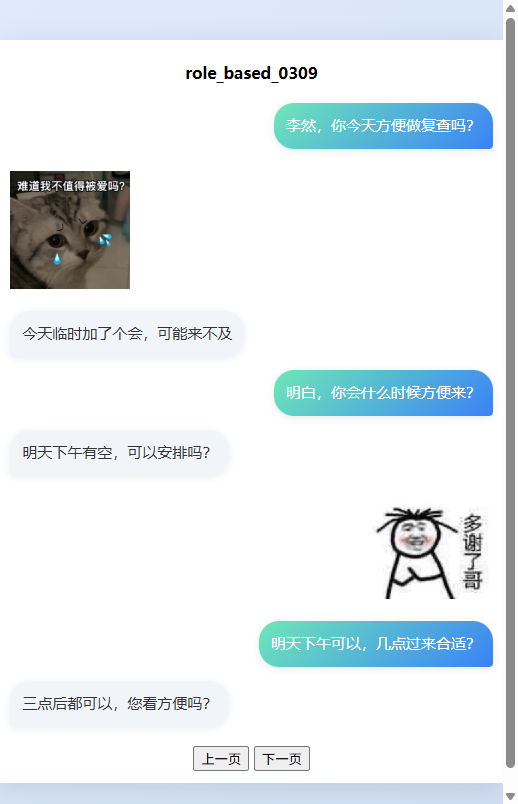 role_based_0309
李然，你今天方便做复查吗？
难道我不值得被爱吗?
今天临时加了个会，可能来不及
明白，你会什么时候方便来？
明天下午有空，可以安排吗？
多谢了哥
明天下午可以，几点过来合适？
三点后都可以，您看方便吗？
上一页 下一页